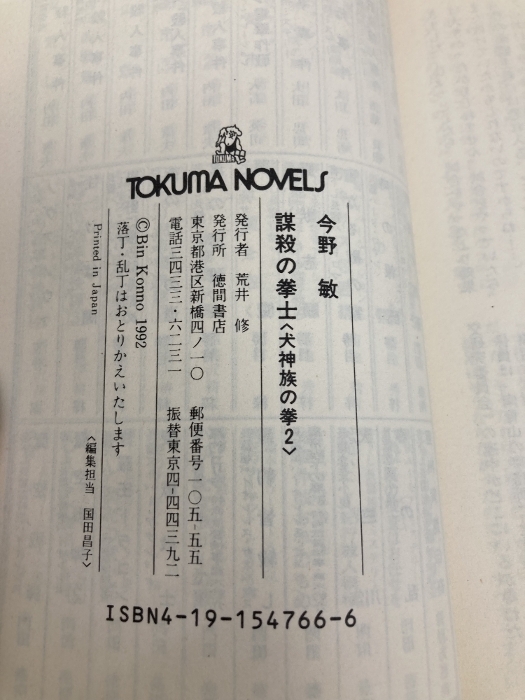 TOKUMA NOVELS
今野 敏
謀殺の拳士〈犬神族の拳2〉
発行者 荒井 修
発行所 徳間書店
東京都港区新橋四ノ一〇 郵便番号一〇五-五五
電話三四三三・六二三一 振替東京四-四四三九二
©Bin Konno 1992
落丁・乱丁はおとりかえいたします
Printed in Japan
〈編集担当 国田昌子〉
ISBN4-19-154766-6